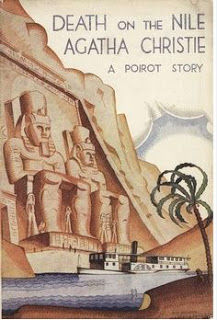 DEATH ON THE NILE
AGATHA CHRISTIE
A POIROT STORY